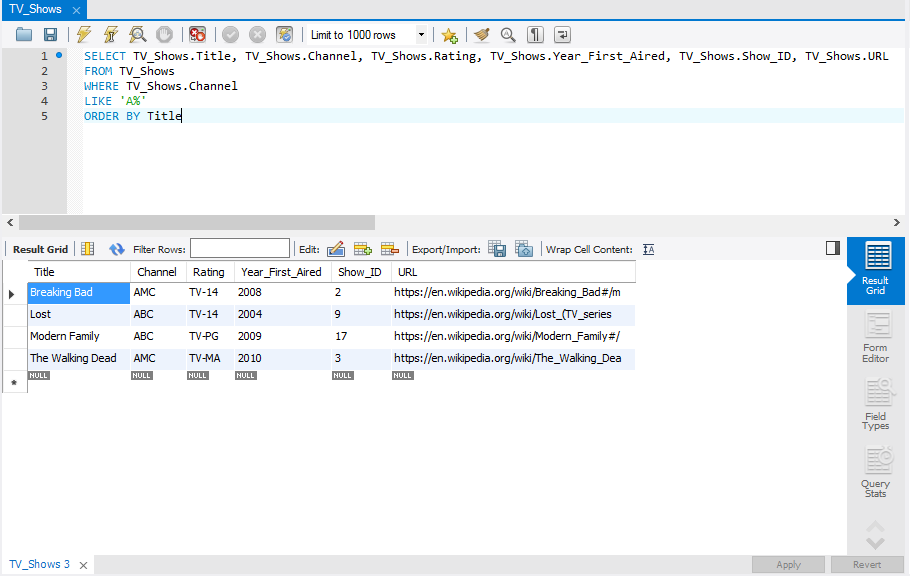 TV_Shows
Limit to 1000 rows
1 SELECT TV_Shows.Title, TV_Shows.Channel, TV_Shows.Rating, TV_Shows.Year_First_Aired, TV_Shows.Show_ID, TV_Shows.URL
2 FROM TV_Shows
3 WHERE TV_Shows.Channel
4 LIKE 'A%'
5 ORDER BY Title
Result Grid Filter Rows: Edit: Export/Import: Wrap Cell Content:
Title Channel Rating Year_First_Aired Show_ID URL
Breaking Bad AMC TV-14 2008 2 https://en.wikipedia.org/wiki/Breaking_Bad#/m
Lost ABC TV-14 2004 9 https://en.wikipedia.org/wiki/Lost_(TV_series
Modern Family ABC TV-PG 2009 17 https://en.wikipedia.org/wiki/Modern_Family#/
The Walking Dead AMC TV-MA 2010 3 https://en.wikipedia.org/wiki/The_Walking_Dea
NULL NULL NULL NULL NULL NULL
Result
Grid
Form
Editor
Field
Types
Query
Stats
TV_Shows 3
Apply Revert